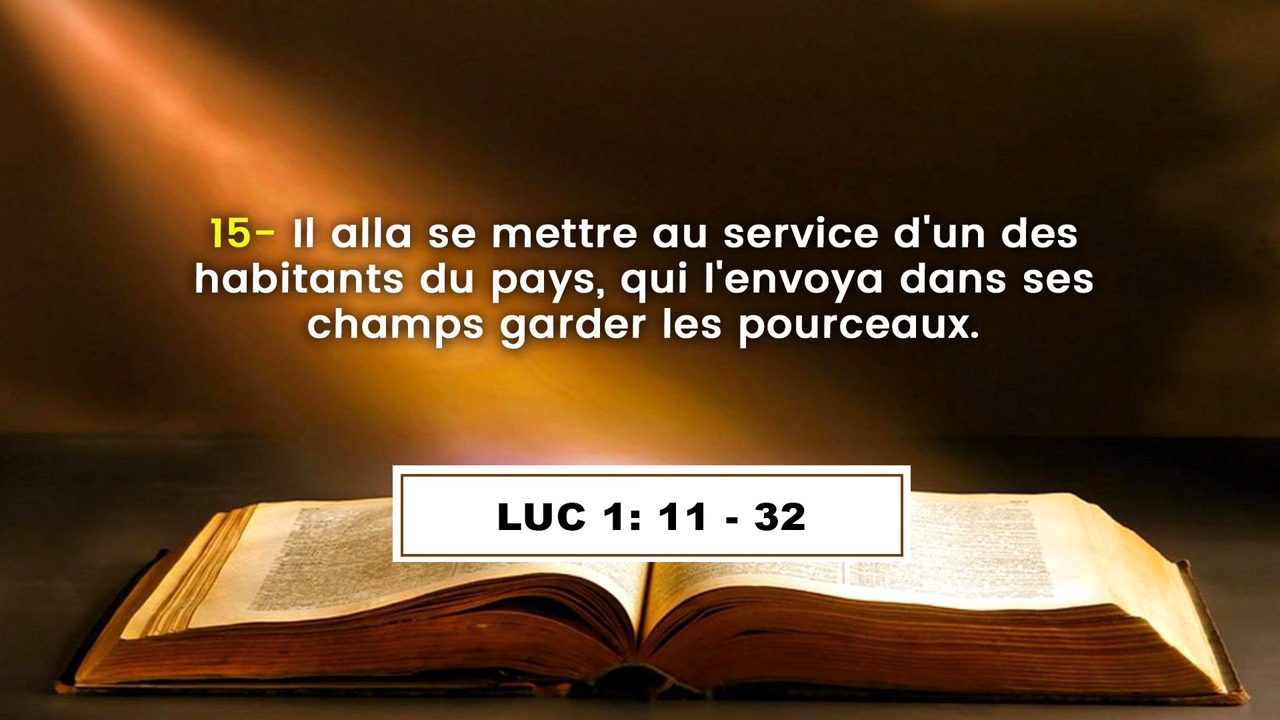 15- Il alla se mettre au service d'un des
habitants du pays, qui l'envoya dans ses
champs garder les pourceaux.
LUC 1: 11 - 32